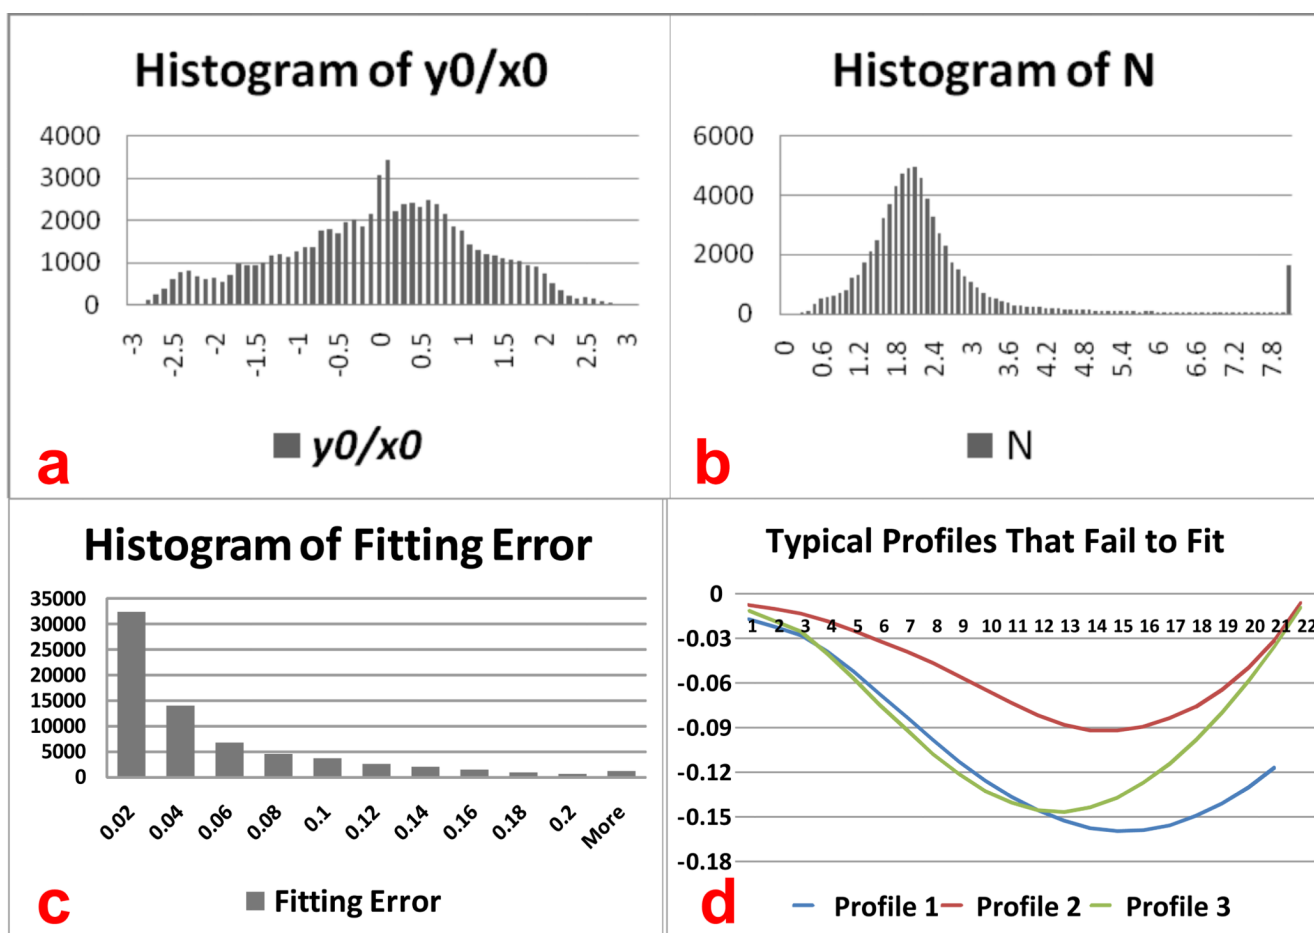 Histogram of y0/x0
4000
3000
2000
1000
0
-3 -2.5 -2 -1.5 -1 -0.5 0 0.5 1 1.5 2 2.5 3
y0/x0
a
Histogram of N
6000
4000
2000
0
0 0.6 1.2 1.8 2.4 3 3.6 4.2 4.8 5.4 6 6.6 7.2 7.8
N
b
Histogram of Fitting Error
35000
30000
25000
20000
15000
10000
5000
0
0.02 0.04 0.06 0.08 0.1 0.12 0.14 0.16 0.18 0.2 More
Fitting Error
c
Typical Profiles That Fail to Fit
0
1 2 3 4 5 6 7 8 9 10 11 12 13 14 15 16 17 18 19 20 21 22
-0.03
-0.06
-0.09
-0.12
-0.15
-0.18
Profile 1 Profile 2 Profile 3
d